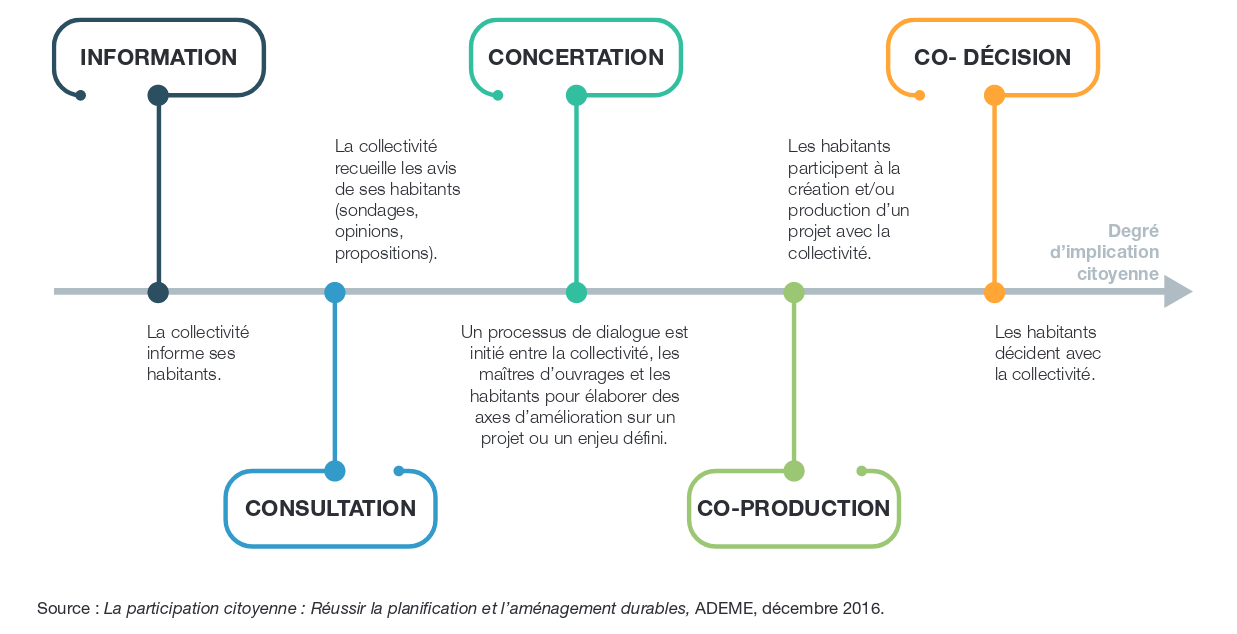 INFORMATION
CONCERTATION
CO- DÉCISION
La collectivité
recueille les avis
de ses habitants
(sondages,
opinions,
propositions).
Les habitants
participent à la
création et/ou
production d’un
projet avec la
collectivité.
Degré
d’implication
citoyenne
La collectivité
informe ses
habitants.
Un processus de dialogue est
initié entre la collectivité, les
maîtres d’ouvrages et les
habitants pour élaborer des
axes d’amélioration sur un
projet ou un enjeu défini.
Les habitants
décident avec
la collectivité.
CONSULTATION
CO-PRODUCTION
Source : La participation citoyenne : Réussir la planification et l’aménagement durables, ADEME, décembre 2016.